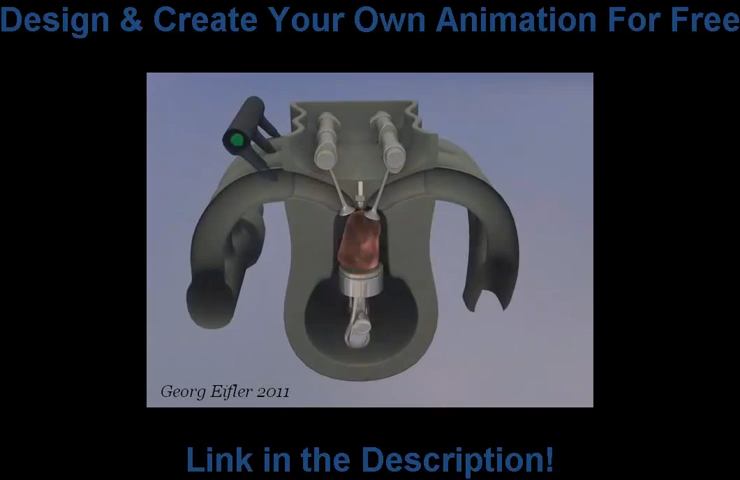 Design & Create Your Own Animation For Free
Georg Eifler 2011
Link in the Description!